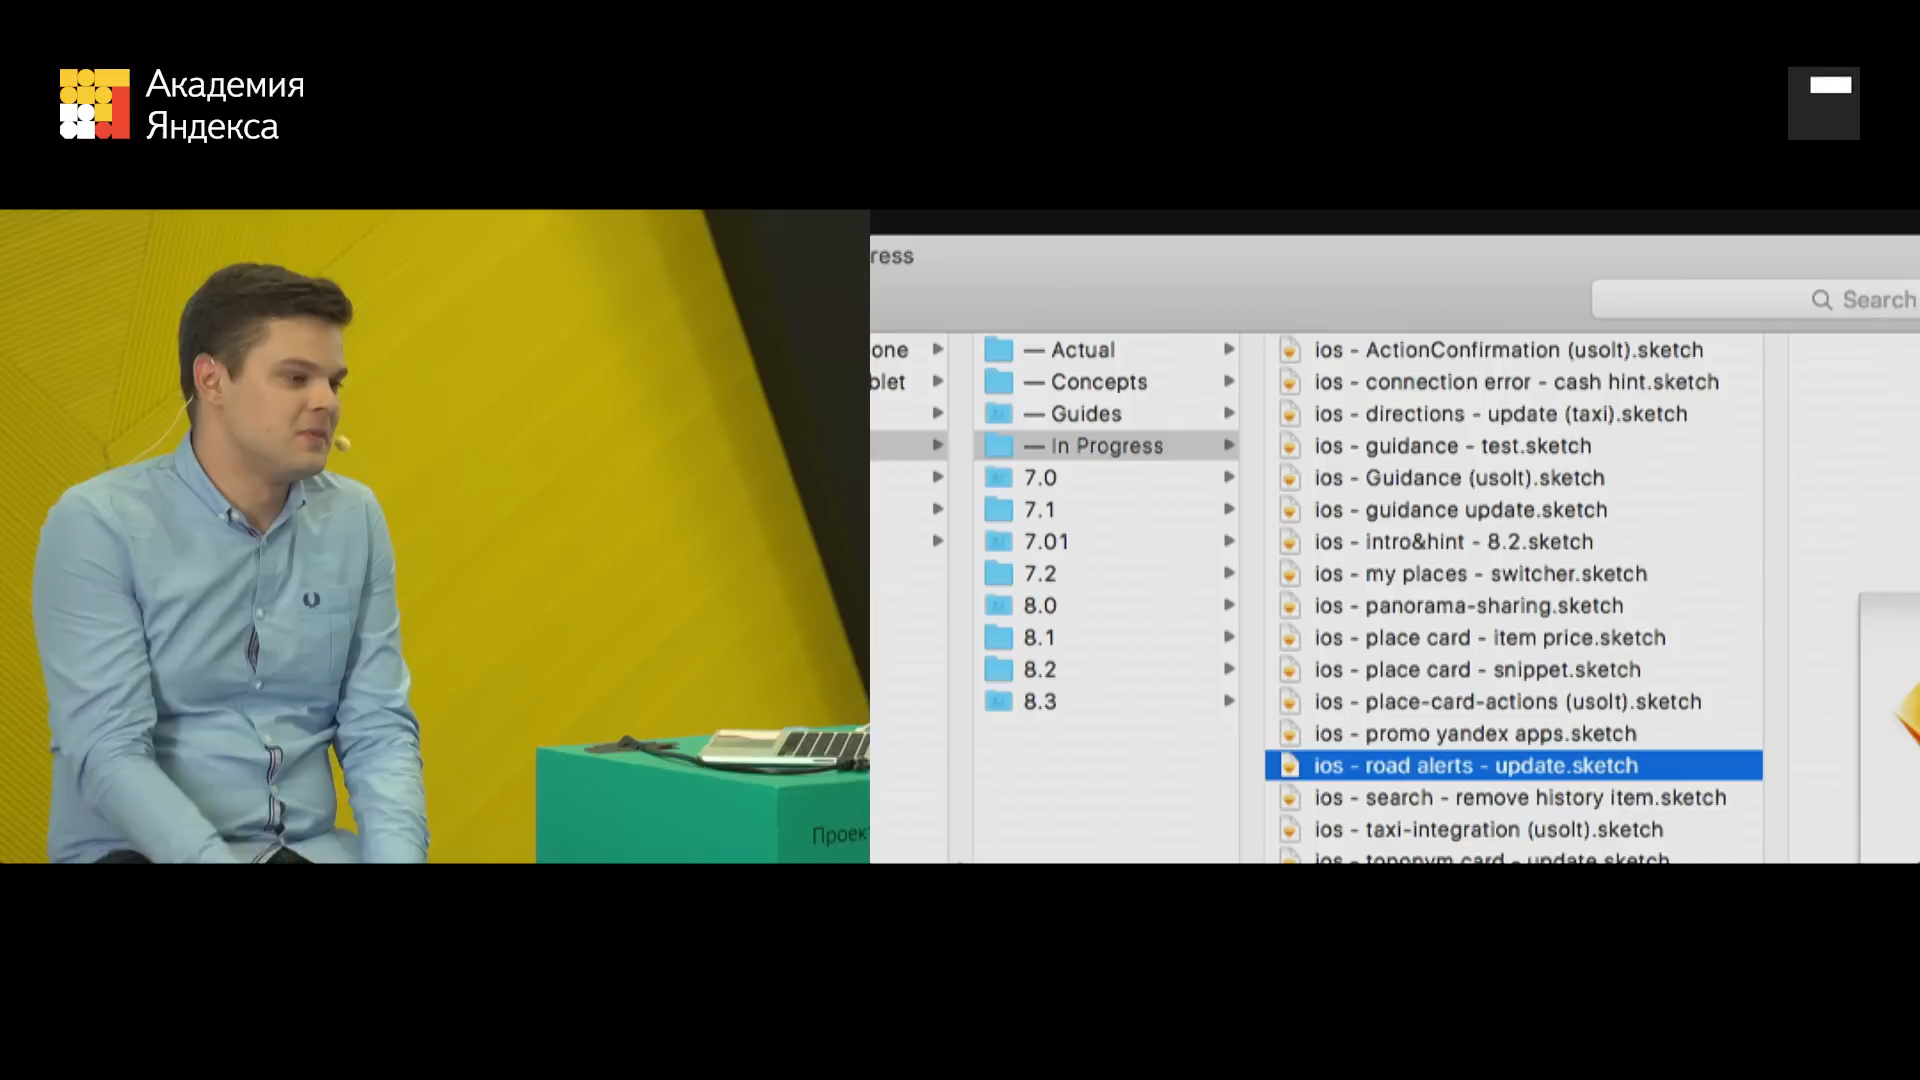 Академия
Яндекса
ress
Search
one
blet
— Actual
— Concepts
— Guides
— In Progress
7.0
7.1
7.01
7.2
8.0
8.1
8.2
8.3
ios - ActionConfirmation (usolt).sketch
ios - connection error - cash hint.sketch
ios - directions - update (taxi).sketch
ios - guidance - test.sketch
ios - Guidance (usolt).sketch
ios - guidance update.sketch
ios - intro&hint - 8.2.sketch
ios - my places - switcher.sketch
ios - panorama-sharing.sketch
ios - place card - item price.sketch
ios - place card - snippet.sketch
ios - place-card-actions (usolt).sketch
ios - promo yandex apps.sketch
ios - road alerts - update.sketch
ios - search - remove history item.sketch
ios - taxi-integration (usolt).sketch
ios - toponym card - update.sketch
Проек